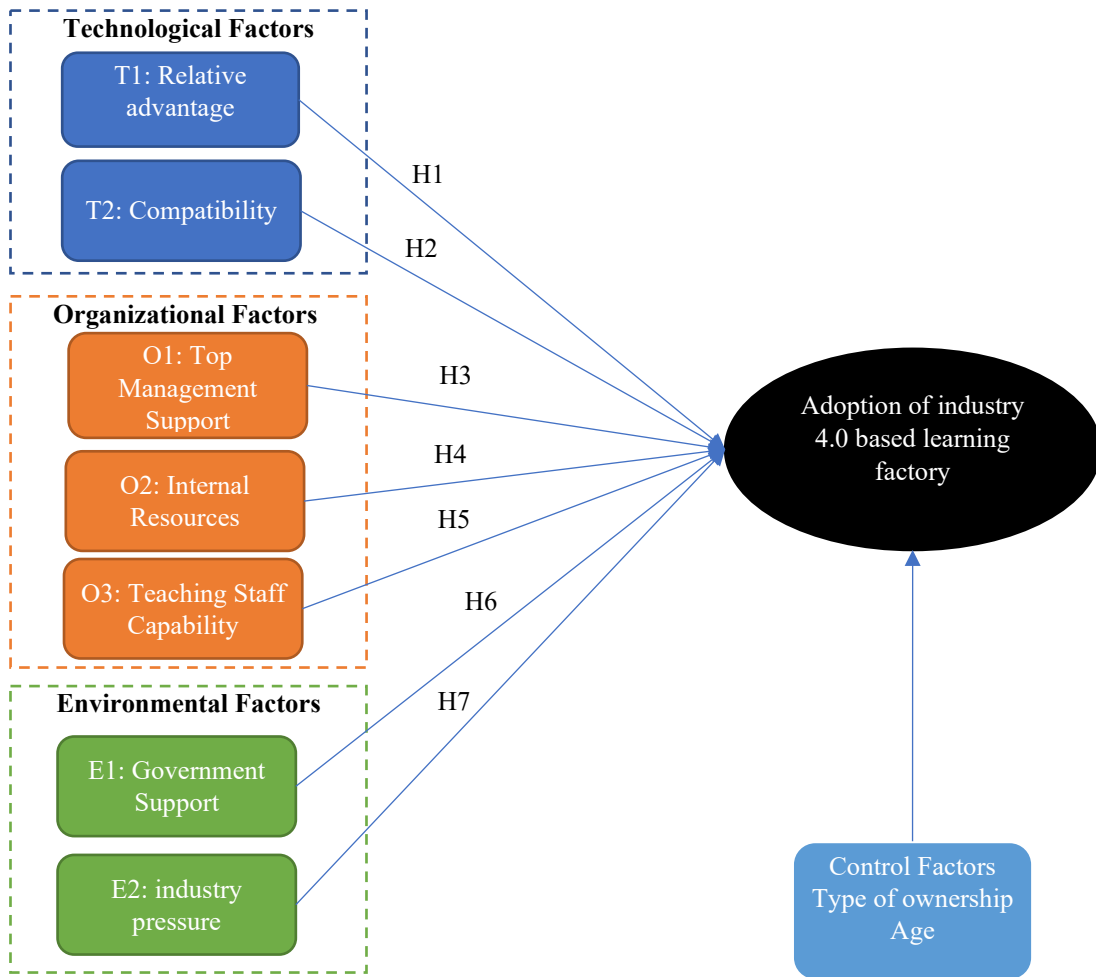 Technological Factors
T1: Relative
advantage
T2: Compatibility
H1
H2
Organizational Factors
O1: Top
Management
Support
O2: Internal
Resources
O3: Teaching Staff
Capability
H3
H4
H5
Environmental Factors
E1: Government
Support
E2: industry
pressure
H6
H7
Adoption of industry
4.0 based learning
factory
Control Factors
Type of ownership
Age